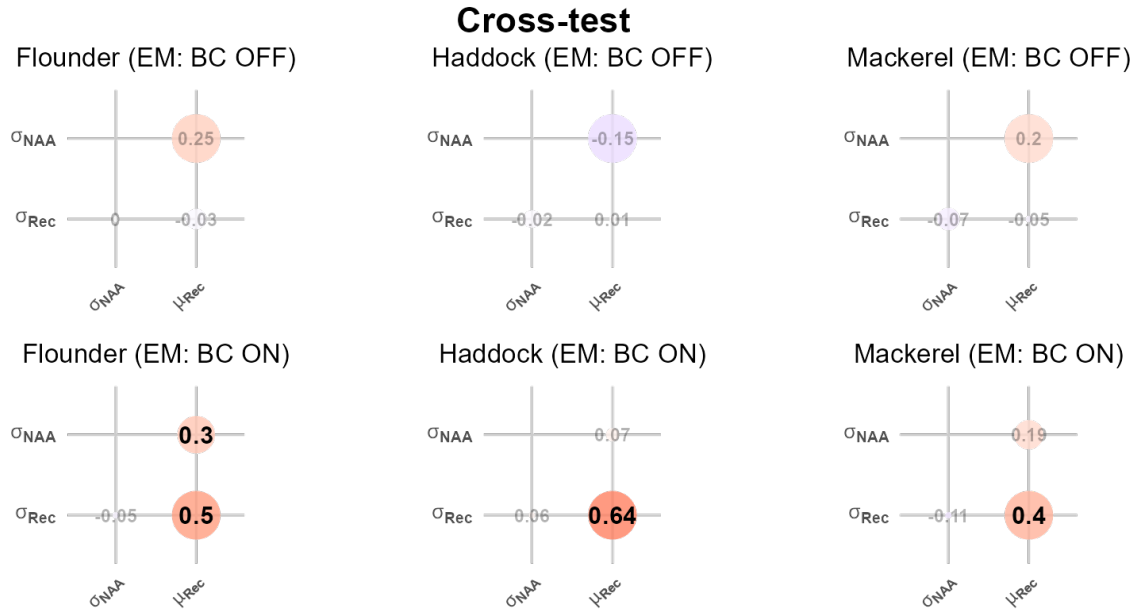 Cross-test
Flounder (EM: BC OFF) Haddock (EM: BC OFF) Mackerel (EM: BC OFF)
σNAA 0.25 σNAA -0.15 σNAA 0.2
σRec 0 -0.03 σRec -0.02 0.01 σRec -0.07 -0.05
σNAA μRec σNAA μRec σNAA μRec
Flounder (EM: BC ON) Haddock (EM: BC ON) Mackerel (EM: BC ON)
σNAA 0.3 σNAA 0.07 σNAA 0.19
σRec -0.05 0.5 σRec 0.06 0.64 σRec -0.11 0.4
σNAA μRec σNAA μRec σNAA μRec